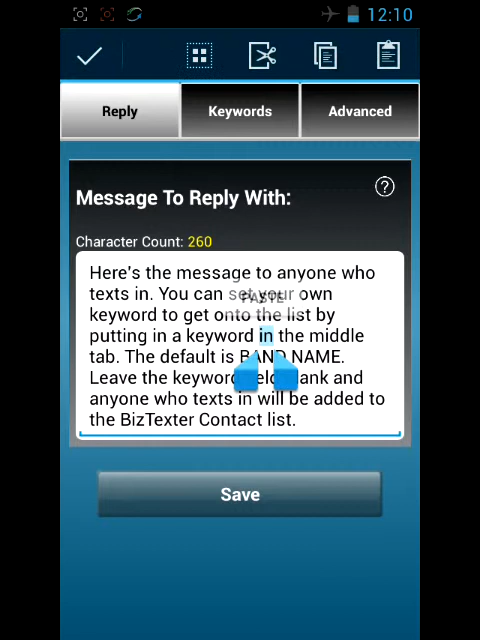 12:10
Reply Keywords Advanced
Message To Reply With:
Character Count: 260
Here's the message to anyone who
texts in. You can set your own
keyword to get onto the list by
putting in a keyword in the middle
tab. The default is BAND NAME.
Leave the keyword blank and
anyone who texts in will be added to
the BizTexter Contact list.
PASTE
Save